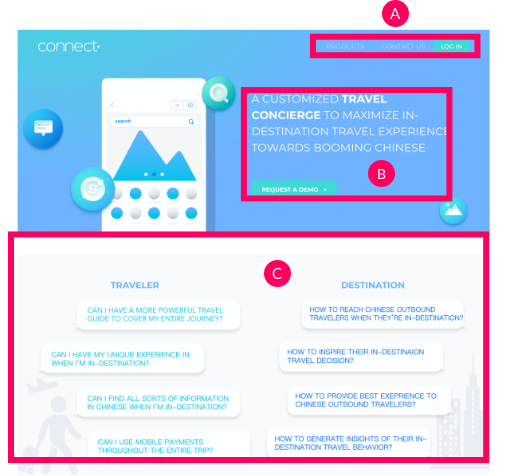 A
connect+
PRODUCTS CONTACT US LOG IN
A CUSTOMIZED TRAVEL
CONCIERGE TO MAXIMIZE IN-
DESTINATION TRAVEL EXPERIENCE
TOWARDS BOOMING CHINESE
search
B
REQUEST A DEMO
C
TRAVELER
CAN I HAVE A MORE POWERFUL TRAVEL
GUIDE TO COVER MY ENTIRE JOURNEY?
CAN I HAVE MY UNIQUE EXPERIENCE IN
WHEN I'M IN-DESTINATION?
CAN I FIND ALL SORTS OF INFORMATION
IN CHINESE WHEN I'M IN-DESTINATION?
CAN I USE MOBILE PAYMENTS
THROUGHOUT THE ENTIRE TRIP?
DESTINATION
HOW TO REACH CHINESE OUTBOUND
TRAVELERS WHEN THEY'RE IN-DESTINATION?
HOW TO INSPIRE THEIR IN-DESTINAION
TRAVEL DECISION?
HOW TO PROVIDE BEST EXEPRIENCE TO
CHINESE OUTBOUND TRAVELERS?
HOW TO GENERATE INSIGHTS OF THEIR IN-
DESTINATION TRAVEL BEHAVIOR?